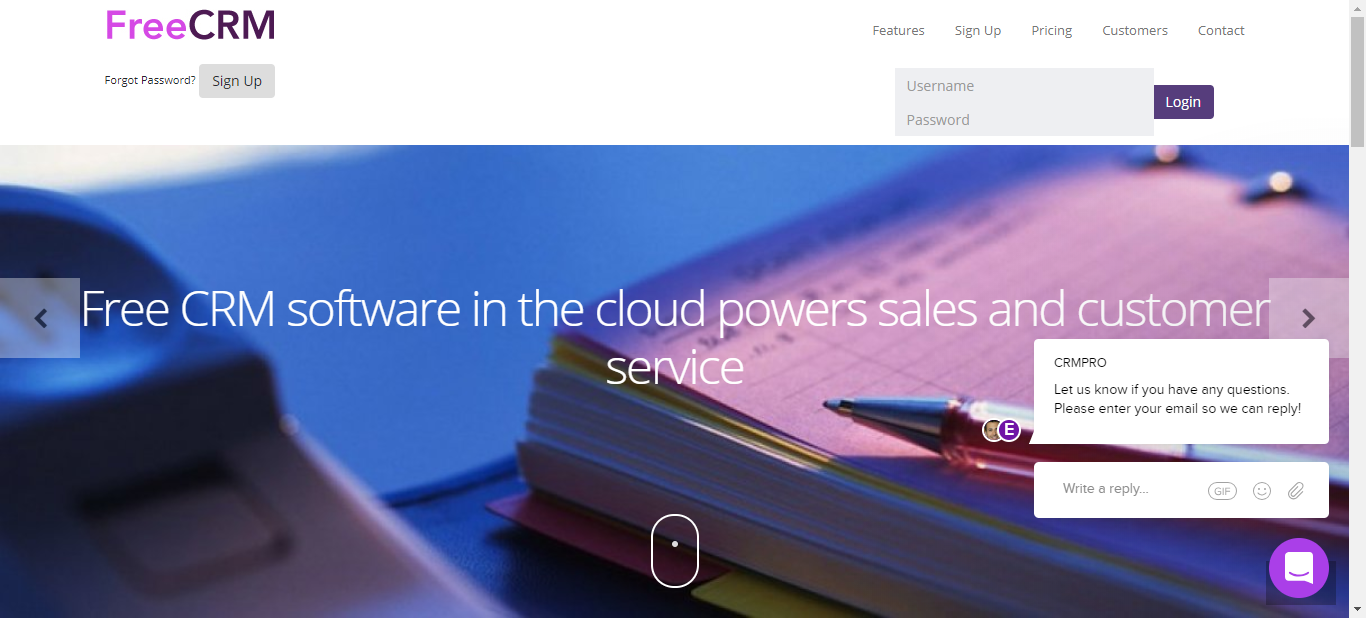 FreeCRM
Features Sign Up Pricing Customers Contact
Forgot Password? Sign Up
Username
Password
Login
Free CRM software in the cloud powers sales and customer
service
CRMPRO
Let us know if you have any questions.
Please enter your email so we can reply!
E
Write a reply...
GIF